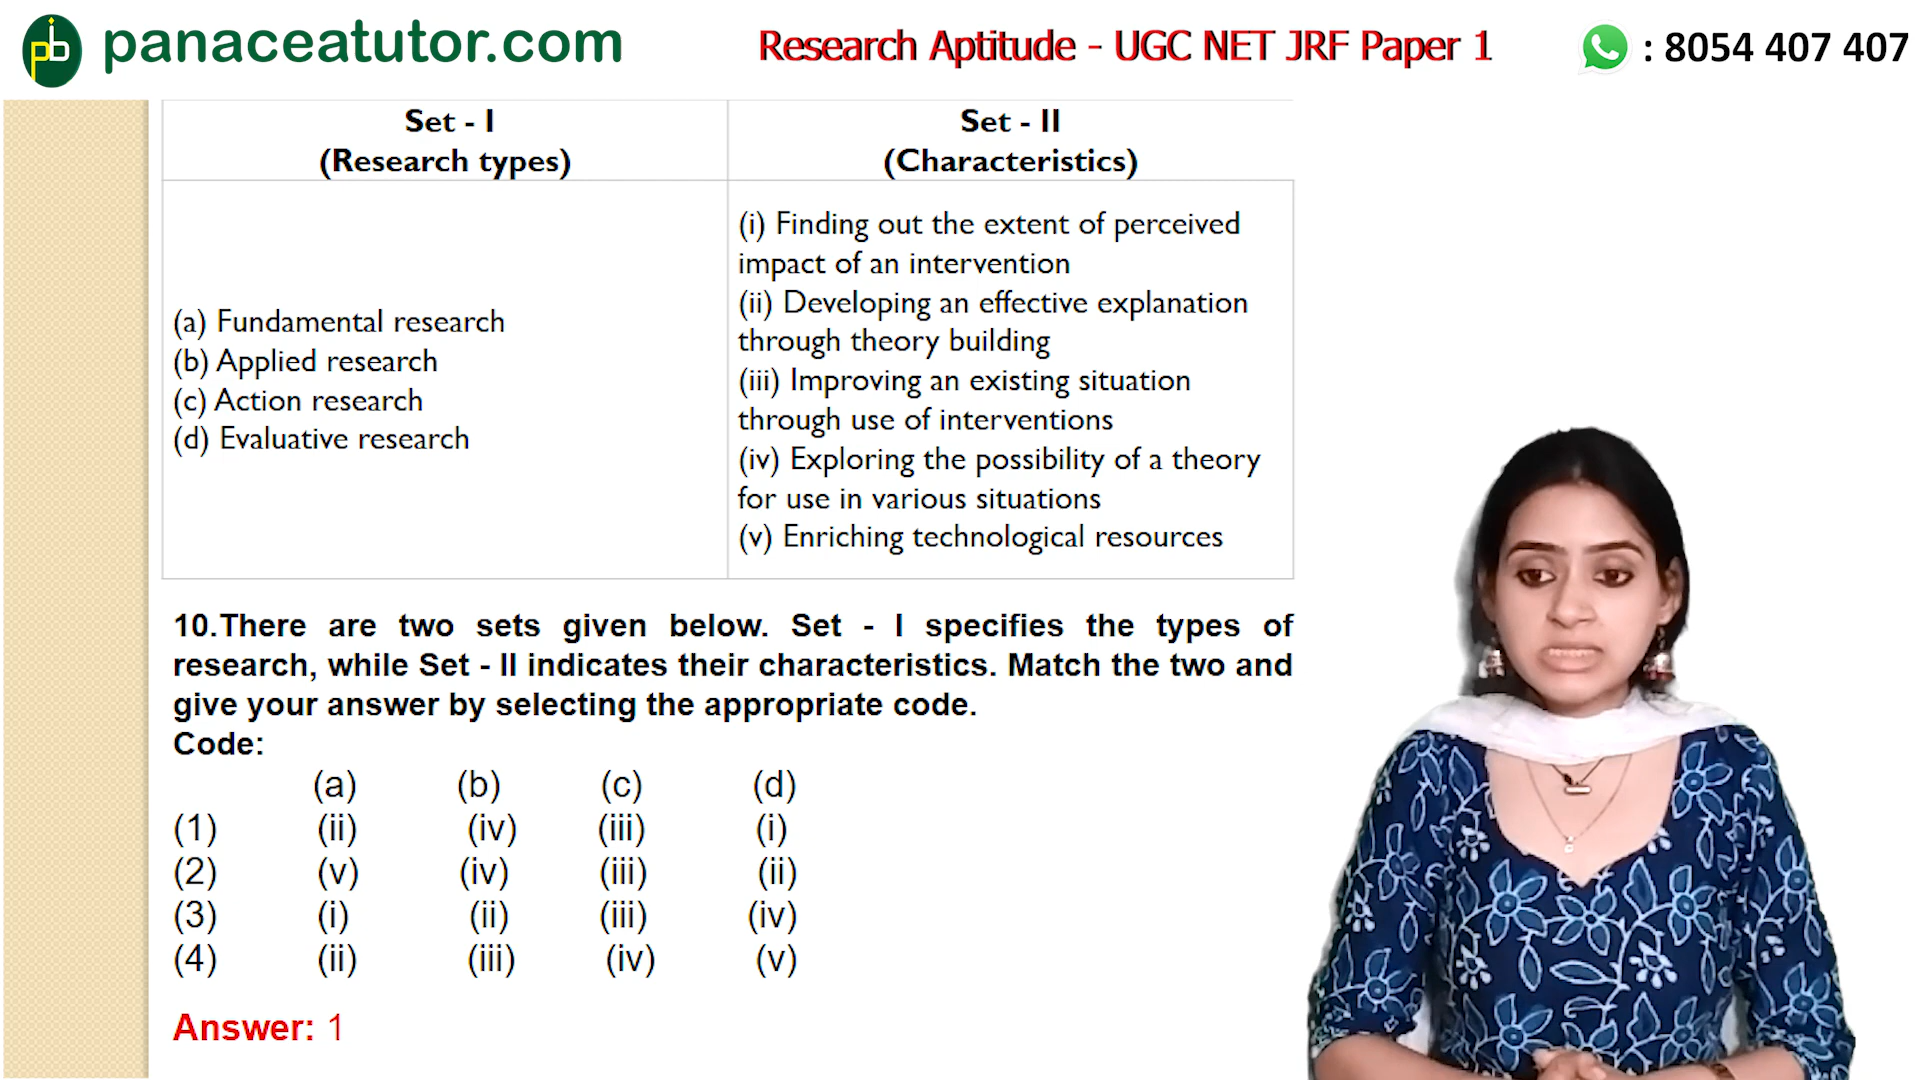 pb panaceatutor.com
Research Aptitude - UGC NET JRF Paper 1
: 8054 407 407
Set - I
(Research types)
Set - II
(Characteristics)
(a) Fundamental research
(b) Applied research
(c) Action research
(d) Evaluative research
(i) Finding out the extent of perceived
impact of an intervention
(ii) Developing an effective explanation
through theory building
(iii) Improving an existing situation
through use of interventions
(iv) Exploring the possibility of a theory
for use in various situations
(v) Enriching technological resources
10.There are two sets given below. Set - I specifies the types of
research, while Set - II indicates their characteristics. Match the two and
give your answer by selecting the appropriate code.
Code:
(a) (b) (c) (d)
(1) (ii) (iv) (iii) (i)
(2) (v) (iv) (iii) (ii)
(3) (i) (ii) (iii) (iv)
(4) (ii) (iii) (iv) (v)
Answer: 1